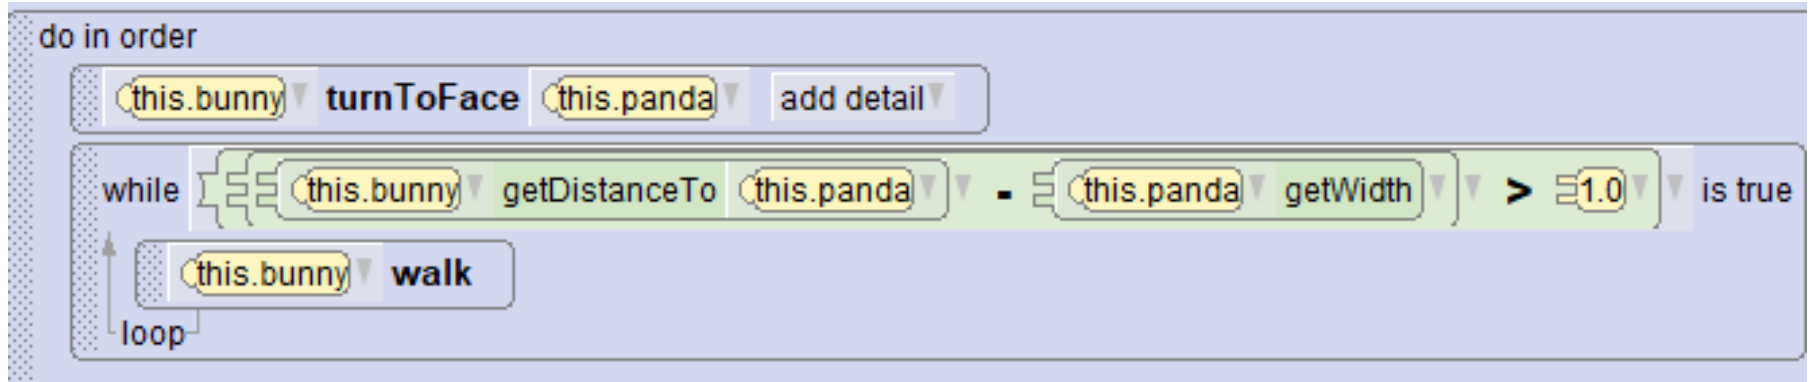 do in order
this.bunny turnToFace this.panda add detail
while this.bunny getDistanceTo this.panda - this.panda getWidth > 1.0 is true
this.bunny walk
loop